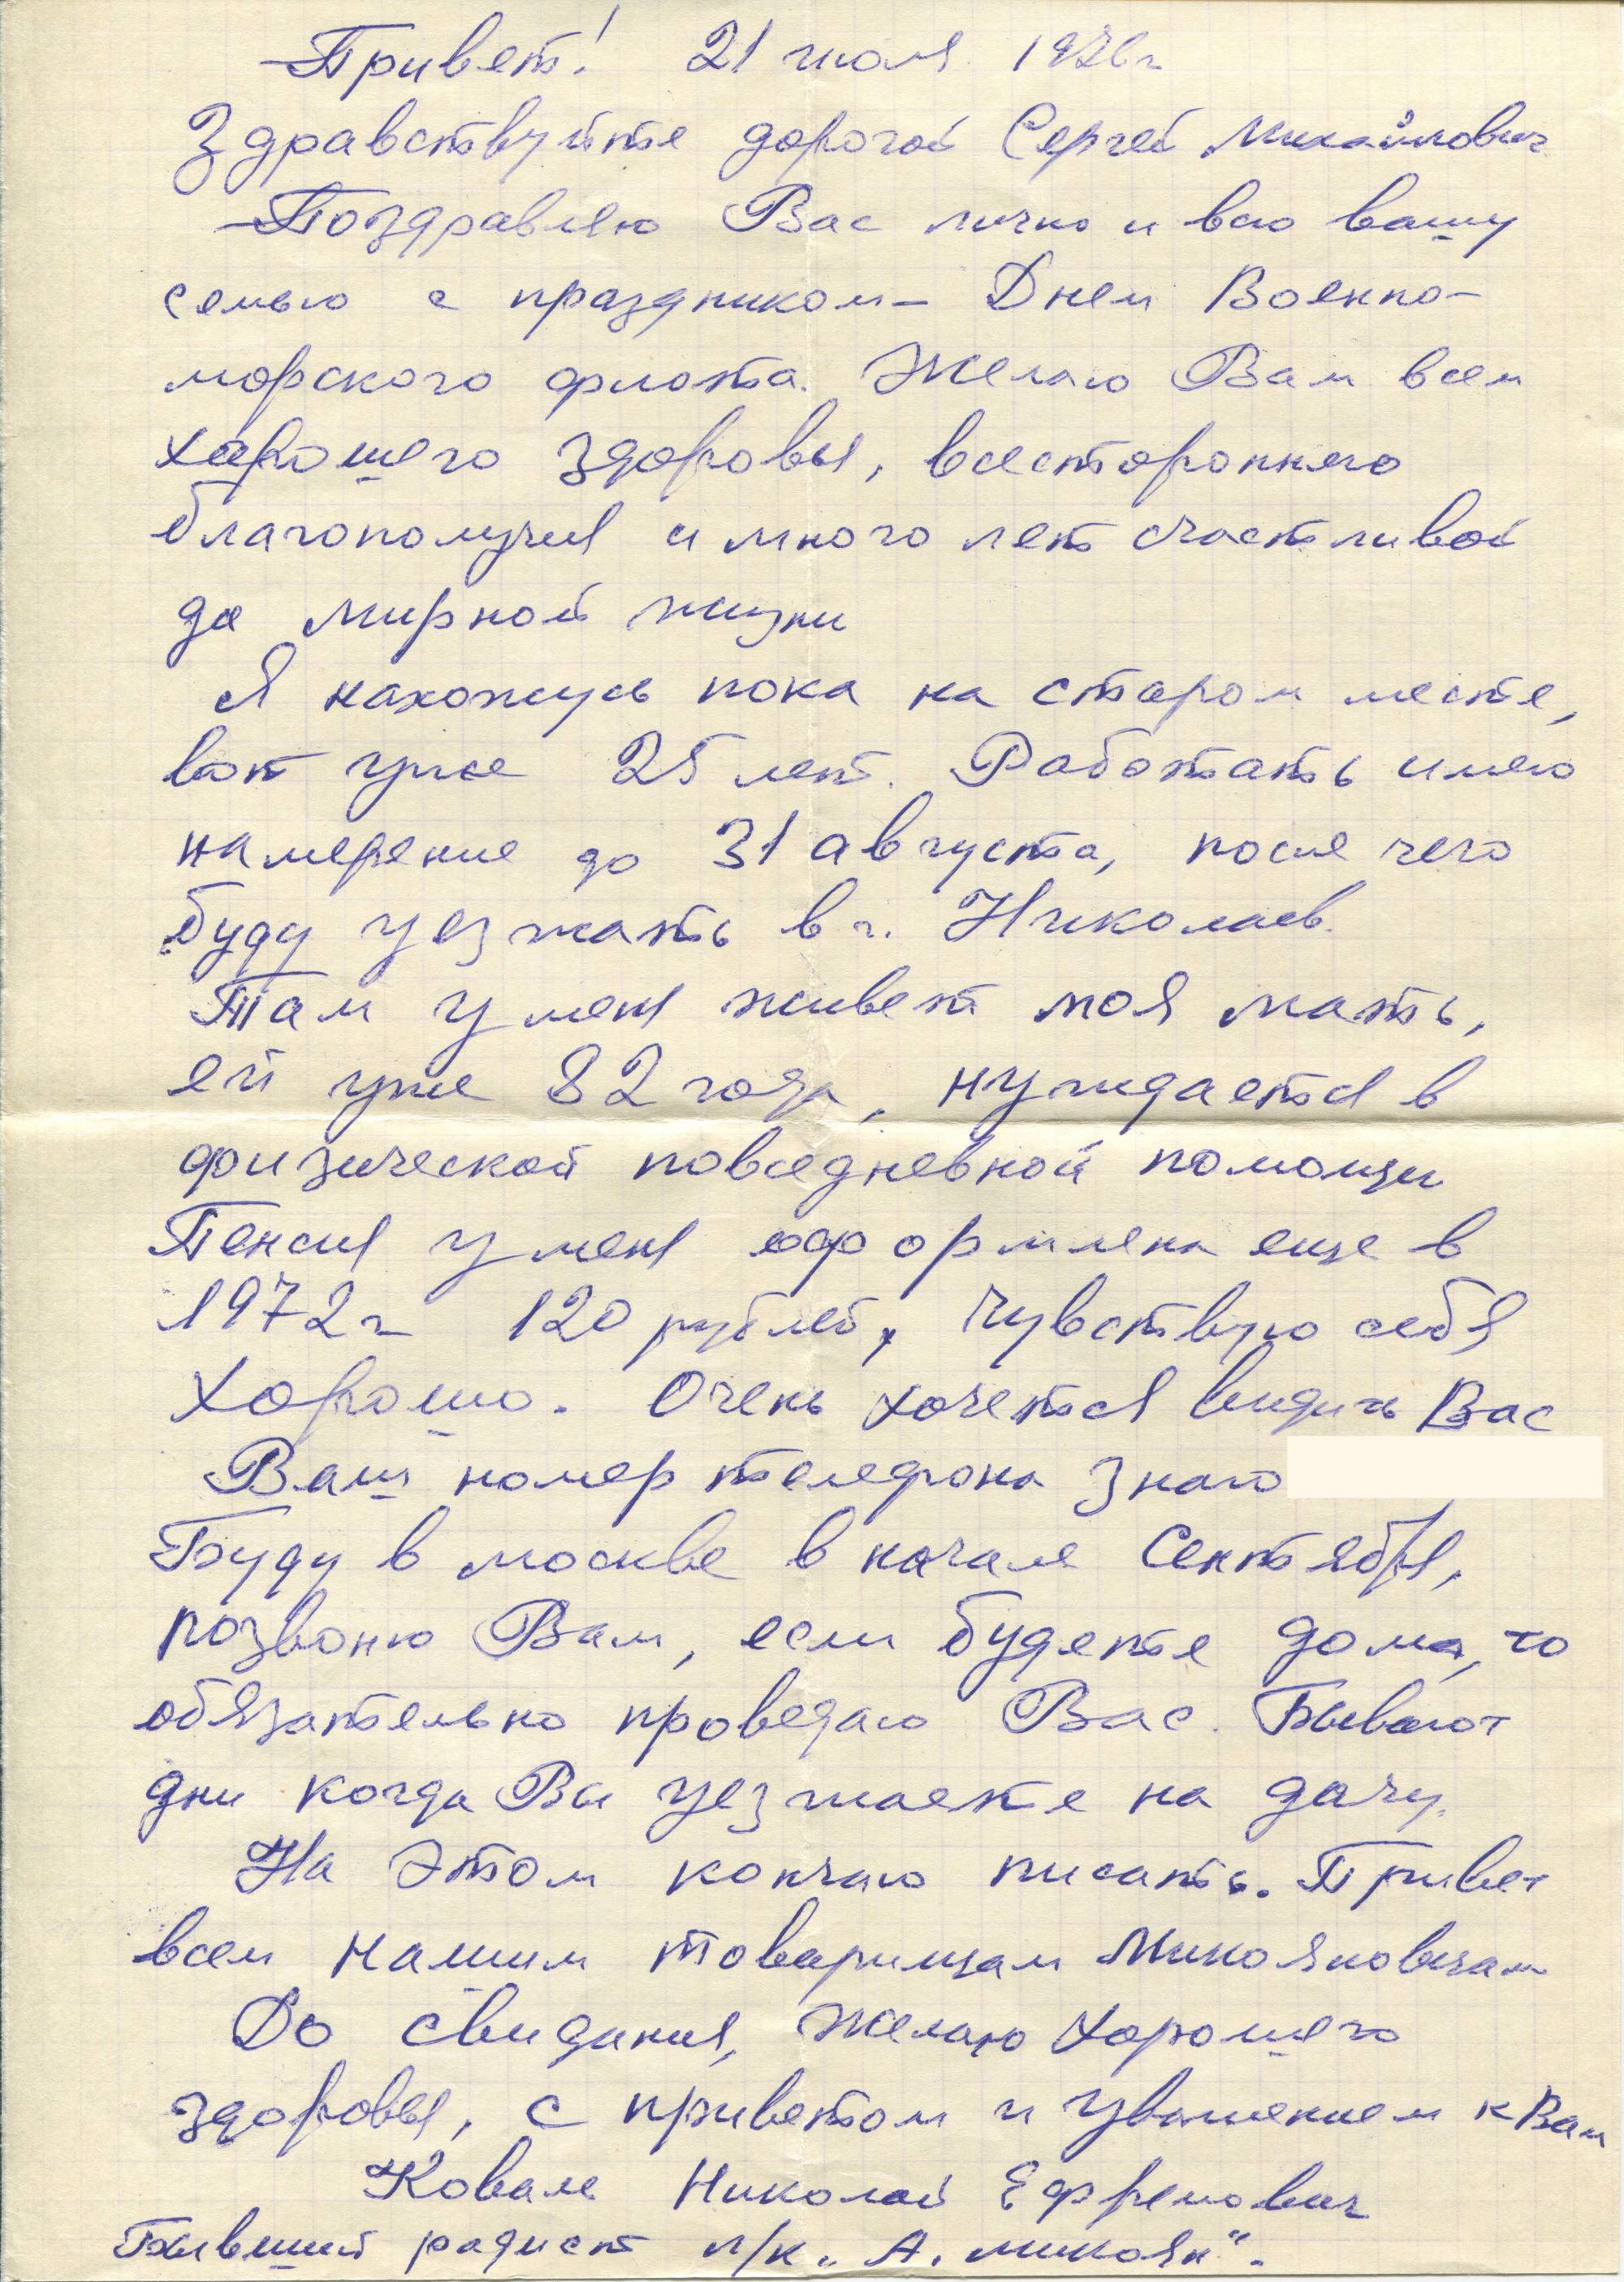 Привет! 21 июля 1976г
Здравствуйте дорогой Сергей Михайлович
Поздравляю Вас лично и всю вашу
семью с праздником – Днем Военно-
морского флота. Желаю Вам всем
хорошего здоровья, всестороннего
благополучия и много лет счастливой
да мирной жизни
Я нахожусь пока на старом месте,
вот уже 25 лет. Работать имею
намерение до 31 августа, после чего
буду уезжать в г. Николаев.
Там у меня живет моя мать,
ей уже 82 года, нуждается в
физической повседневной помощи
Пенсия у меня оформлена еще в
1972г 120 рублей, Чувствую себя
хорошо. Очень хочется видить Вас
Ваш номер телефона знаю
Буду в москве в начале Сентября,
позвоню Вам, если будете дома, то
обязательно проведаю Вас. Бывают
дни когда Вы уезжаете на дачу.
На этом кончаю писать. Привет
всем нашим товарищам Микояновцам
До свидания, желаю хорошего
здоровья, с приветом и уважением к Вам
Коваль Николай Ефремович
Бывший радист л/к „А. микоян".